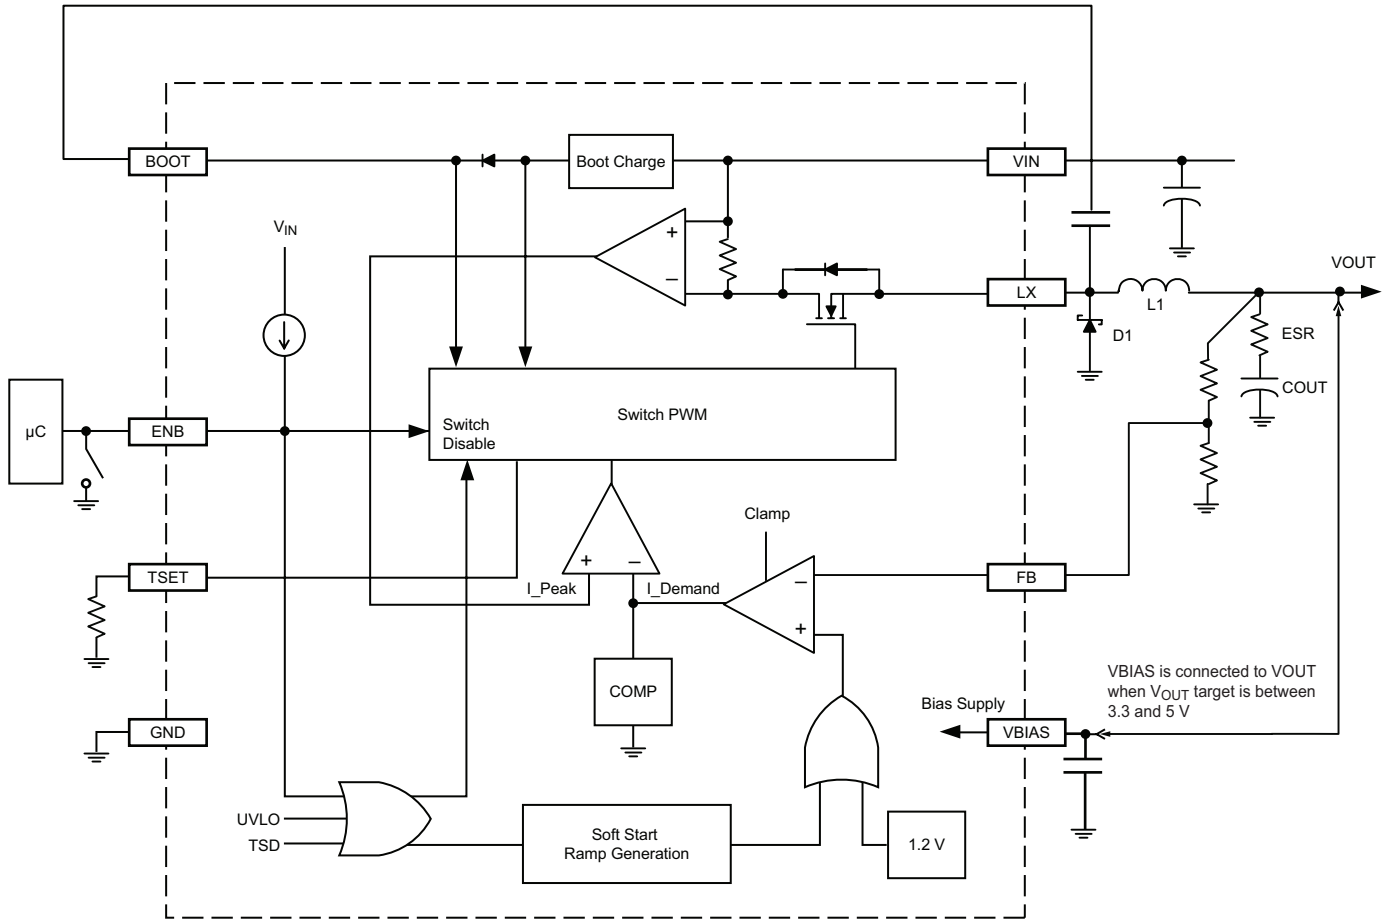 BOOT
Boot Charge
VIN
+
–
V_IN
LX
VOUT
L1
D1
ESR
COUT
Switch PWM
Switch
Disable
µC
ENB
Clamp
TSET
+
–
I_Peak
I_Demand
–
+
FB
COMP
GND
Bias Supply
VBIAS
VBIAS is connected to VOUT
when V_OUT target is between
3.3 and 5 V
UVLO
TSD
Soft Start
Ramp Generation
1.2 V